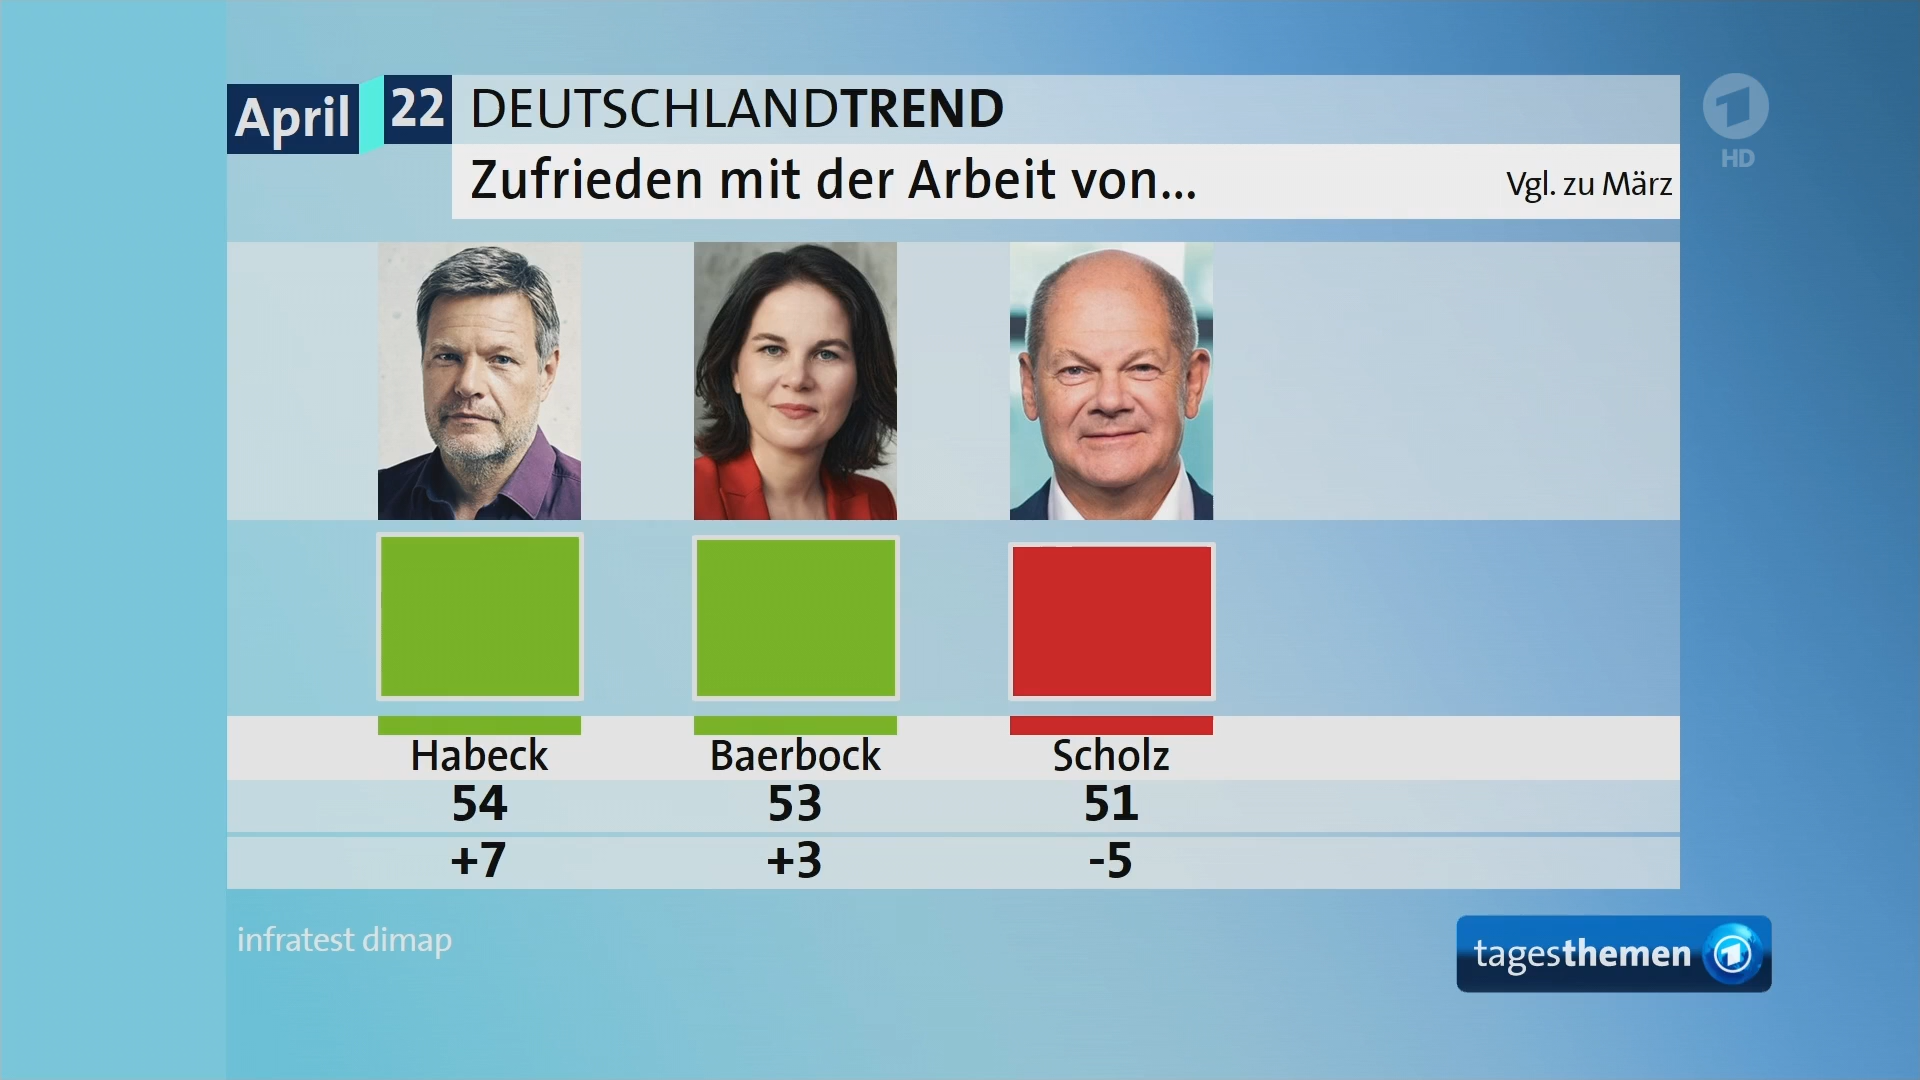 April 22 DEUTSCHLANDTREND
Zufrieden mit der Arbeit von... Vgl. zu März
HD
Habeck Baerbock Scholz
54 53 51
+7 +3 -5
infratest dimap
tagesthemen